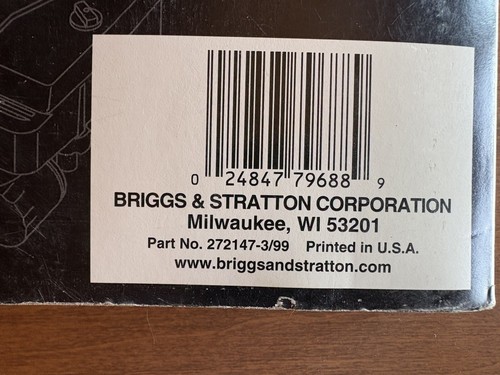 0 24847 79688 9
BRIGGS & STRATTON CORPORATION
Milwaukee, WI 53201
Part No. 272147-3/99 Printed in U.S.A.
www.briggsandstratton.com